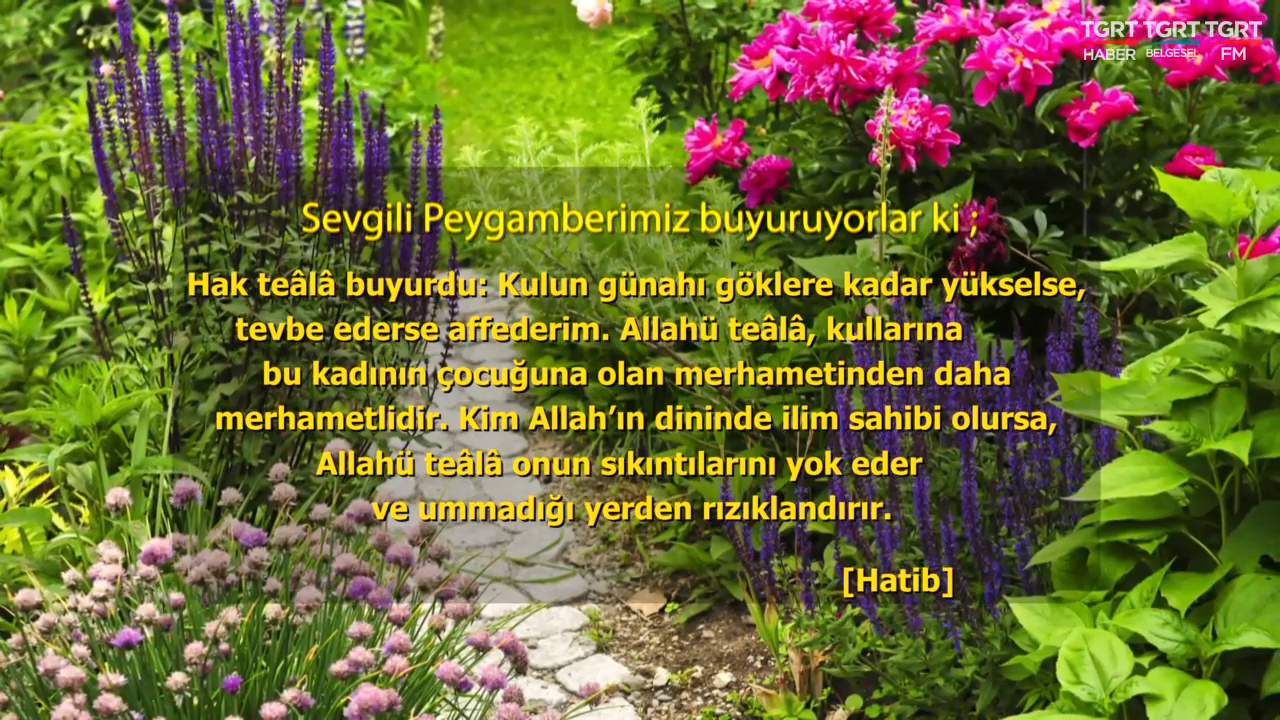 TGRT TGRT TGRT
HABER BELGESEL FM
Sevgili Peygamberimiz buyuruyorlar ki ;
Hak teâlâ buyurdu: Kulun günahı göklere kadar yükselse,
tevbe ederse affederim. Allahü teâlâ, kullarına
bu kadının çocuğuna olan merhametinden daha
merhametlidir. Kim Allah’ın dininde ilim sahibi olursa,
Allahü teâlâ onun sıkıntılarını yok eder
ve ummadığı yerden rızıklandırır.
[Hatib]